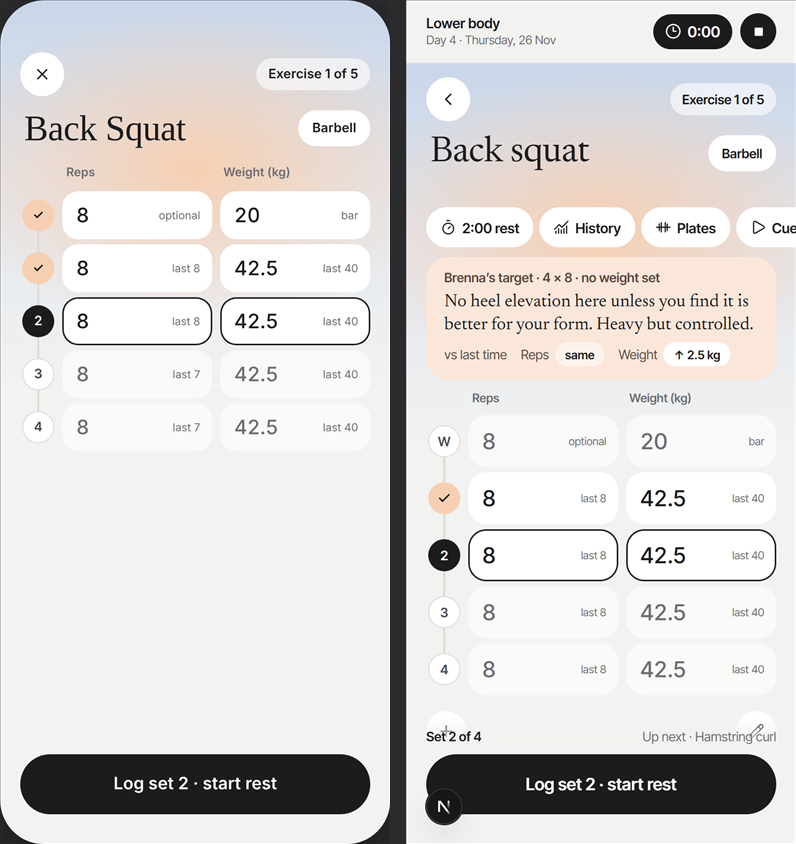 Exercise 1 of 5
Back Squat
Barbell
Reps Weight (kg)
8 optional 20 bar
8 last 8 42.5 last 40
2 8 last 8 42.5 last 40
3 8 last 7 42.5 last 40
4 8 last 7 42.5 last 40
Log set 2 · start rest
Lower body
Day 4 · Thursday, 26 Nov
0:00
Exercise 1 of 5
Back squat
Barbell
2:00 rest History Plates Cue
Brenna’s target · 4 × 8 · no weight set
No heel elevation here unless you find it is
better for your form. Heavy but controlled.
vs last time Reps same Weight ↑ 2.5 kg
Reps Weight (kg)
W 8 optional 20 bar
8 last 8 42.5 last 40
2 8 last 8 42.5 last 40
3 8 last 8 42.5 last 40
4 8 last 8 42.5 last 40
Set 2 of 4 Up next · Hamstring curl
Log set 2 · start rest
N